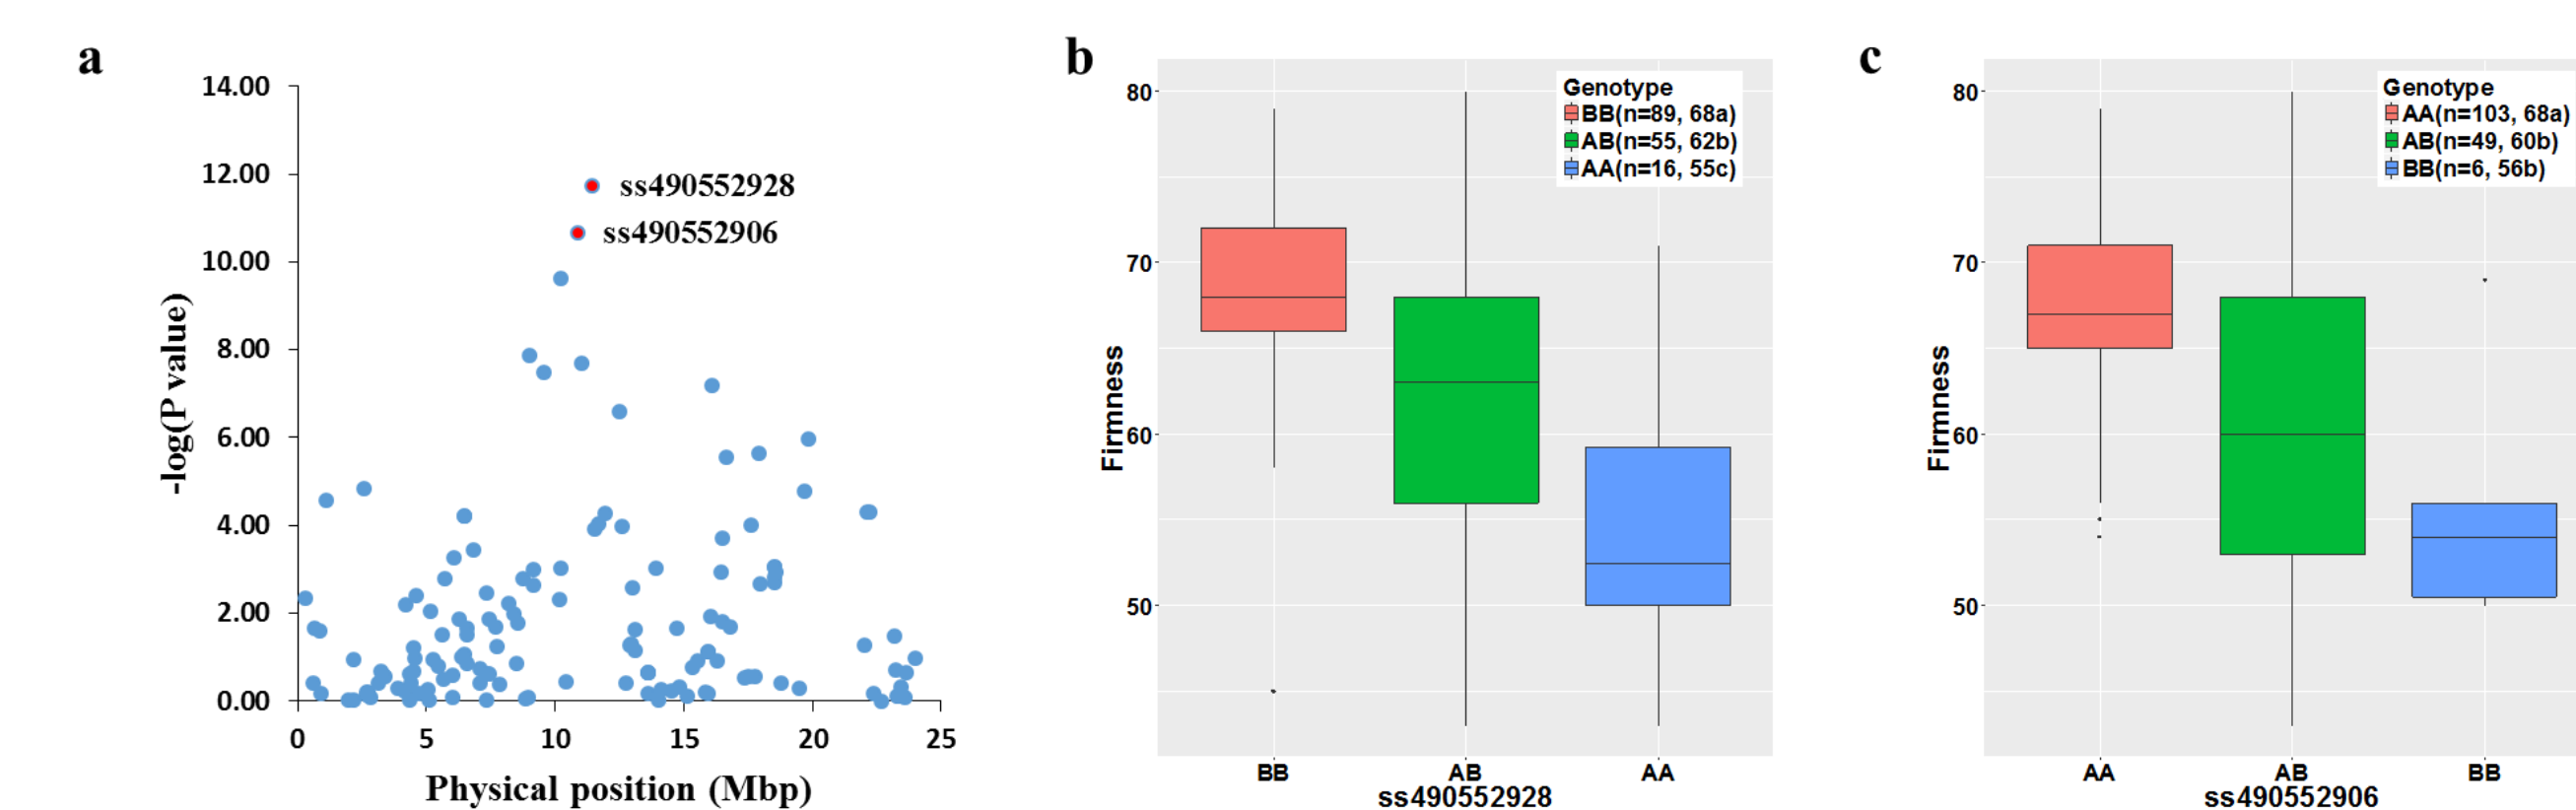 a
14.00
12.00
10.00
8.00
6.00
4.00
2.00
0.00
-log(P value)
ss490552928
ss490552906
0 5 10 15 20 25
Physical position (Mbp)
b
80
70
60
50
Firmness
Genotype
BB(n=89, 68a)
AB(n=55, 62b)
AA(n=16, 55c)
BB AB AA
ss490552928
c
80
70
60
50
Firmness
Genotype
AA(n=103, 68a)
AB(n=49, 60b)
BB(n=6, 56b)
AA AB BB
ss490552906